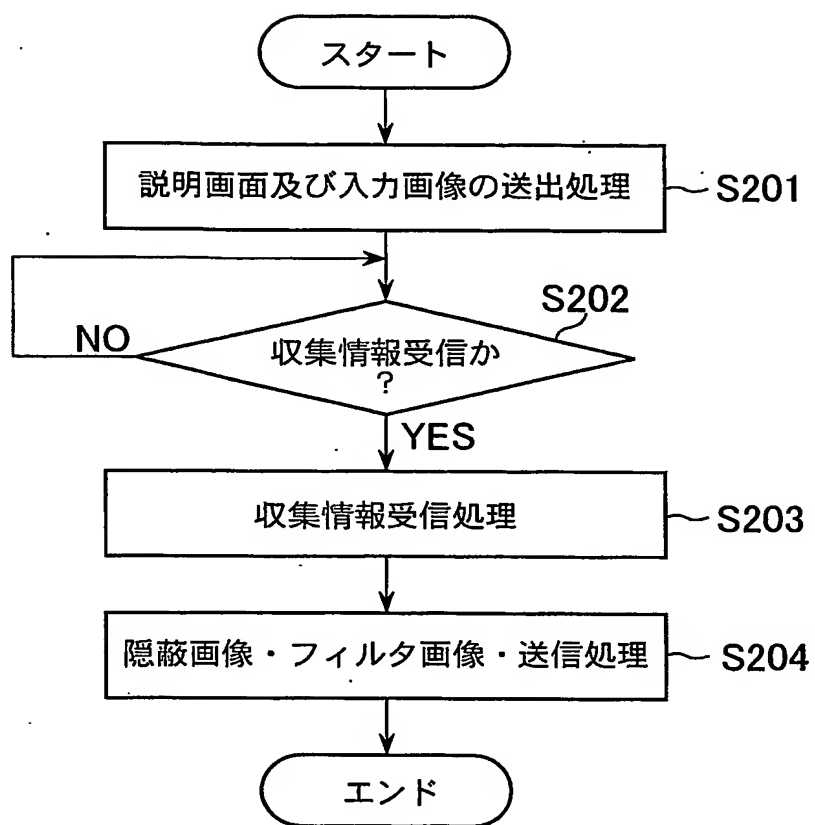 スタート
説明画面及び入力画像の送出処理
S201
S202
NO
収集情報受信か
?
YES
収集情報受信処理
S203
隠蔽画像・フィルタ画像・送信処理
S204
エンド